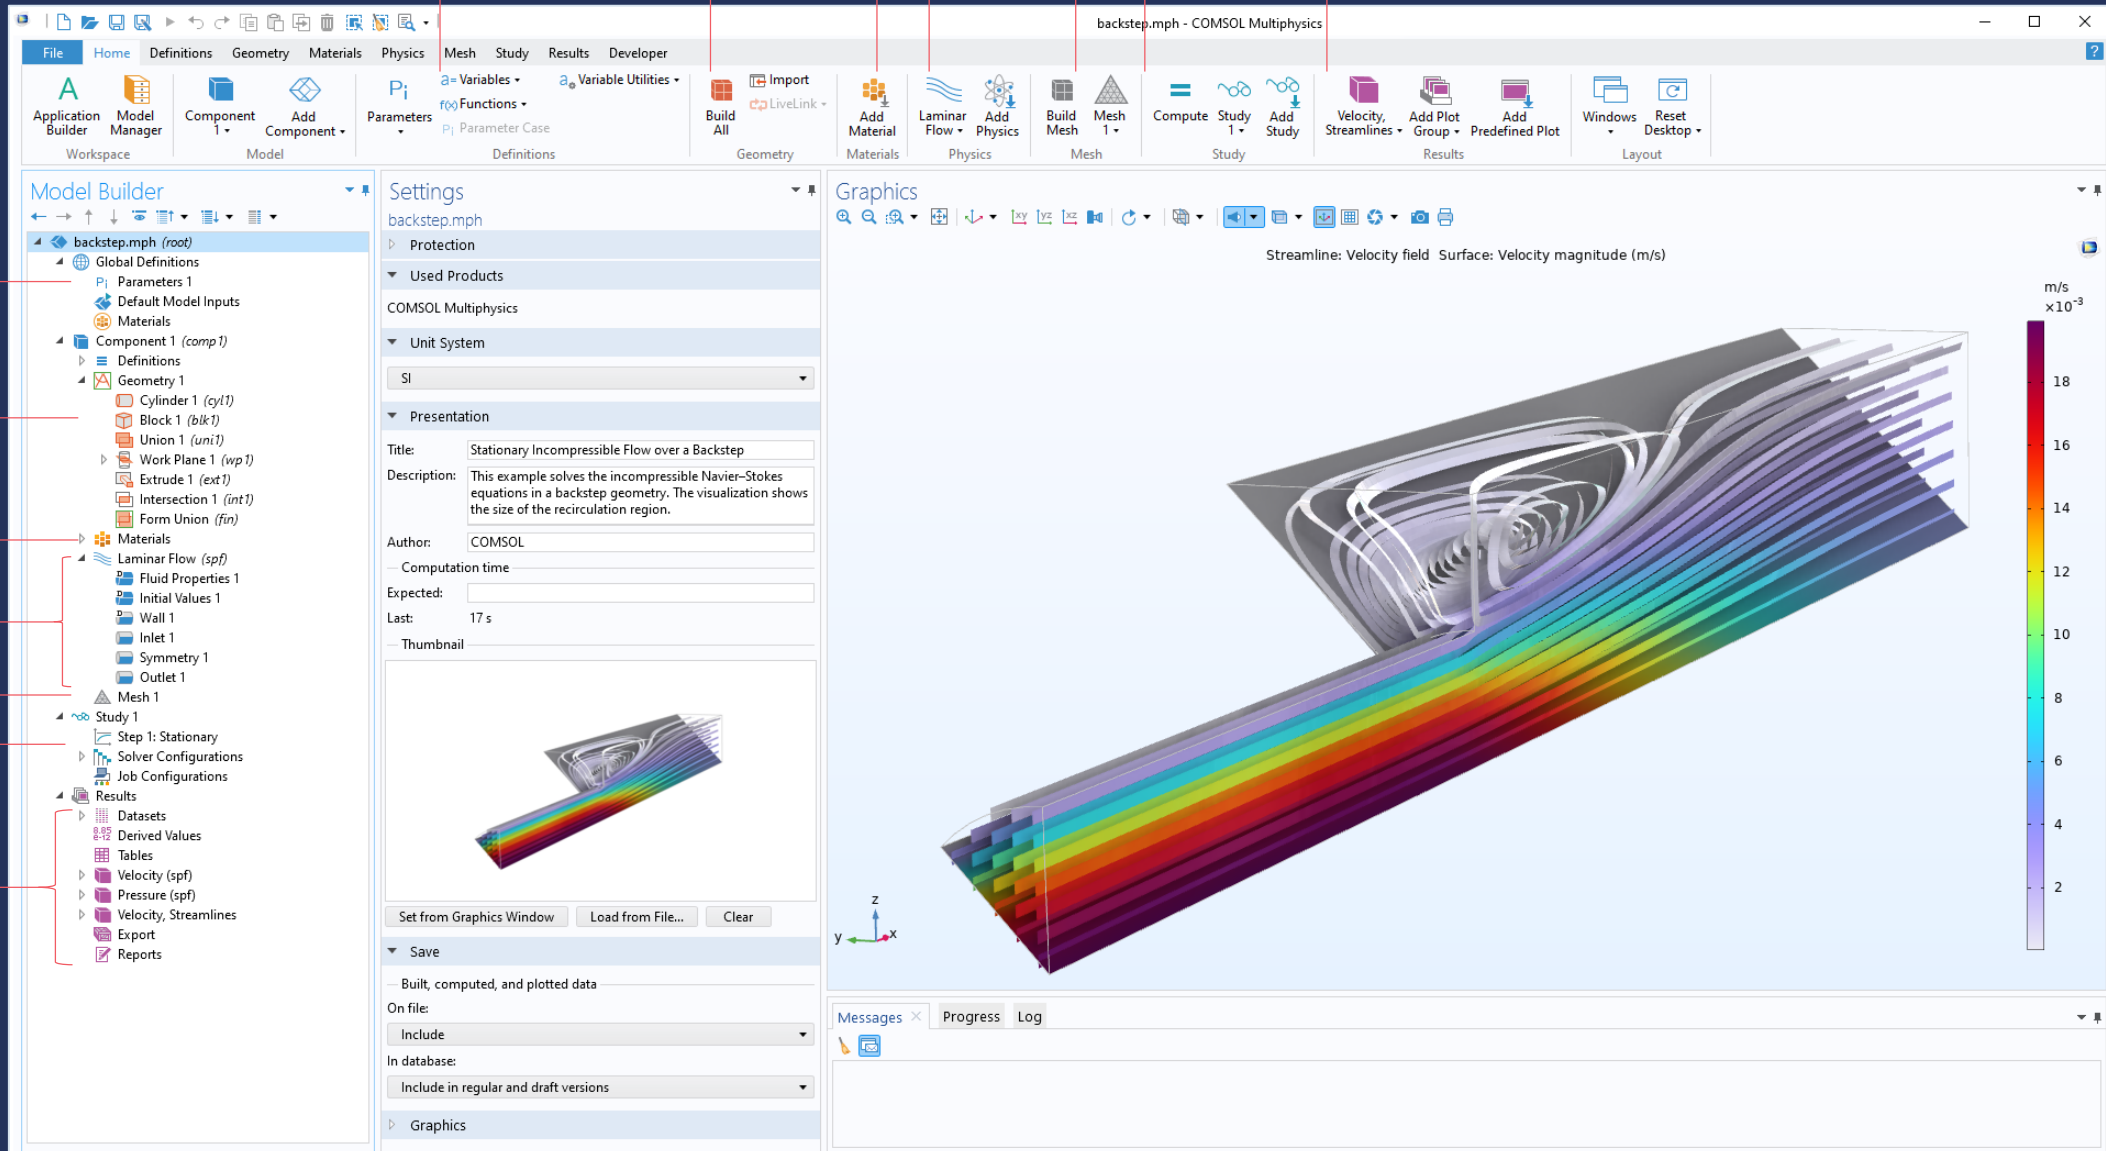 backstep.mph - COMSOL Multiphysics
File Home Definitions Geometry Materials Physics Mesh Study Results Developer
?
Application Builder
Model Manager
Workspace
Component 1
Add Component
Model
Pi
Parameters
a= Variables
f(x) Functions
Pi Parameter Case
a= Variable Utilities
Definitions
Build All
Import
LiveLink
Geometry
Add Material
Materials
Laminar Flow
Add Physics
Physics
Build Mesh
Mesh 1
Mesh
Compute
Study 1
Add Study
Study
Velocity, Streamlines
Add Plot Group
Add Predefined Plot
Results
Windows
Reset Desktop
Layout
Model Builder
backstep.mph (root)
Global Definitions
Pi Parameters 1
Default Model Inputs
Materials
Component 1 (comp1)
Definitions
Geometry 1
Cylinder 1 (cyl1)
Block 1 (blk1)
Union 1 (uni1)
Work Plane 1 (wp1)
Extrude 1 (ext1)
Intersection 1 (int1)
Form Union (fin)
Materials
Laminar Flow (spf)
Fluid Properties 1
Initial Values 1
Wall 1
Inlet 1
Symmetry 1
Outlet 1
Mesh 1
Study 1
Step 1: Stationary
Solver Configurations
Job Configurations
Results
Datasets
8.85 e-12 Derived Values
Tables
Velocity (spf)
Pressure (spf)
Velocity, Streamlines
Export
Reports
Settings
backstep.mph
Protection
Used Products
COMSOL Multiphysics
Unit System
SI
Presentation
Title: Stationary Incompressible Flow over a Backstep
Description: This example solves the incompressible Navier–Stokes
equations in a backstep geometry. The visualization shows
the size of the recirculation region.
Author: COMSOL
Computation time
Expected:
Last: 17 s
Thumbnail
Set from Graphics Window Load from File... Clear
Save
Built, computed, and plotted data
On file:
Include
In database:
Include in regular and draft versions
Graphics
Graphics
xy yz xz
Streamline: Velocity field Surface: Velocity magnitude (m/s)
m/s
×10⁻³
18
16
14
12
10
8
6
4
2
z
y x
Messages Progress Log